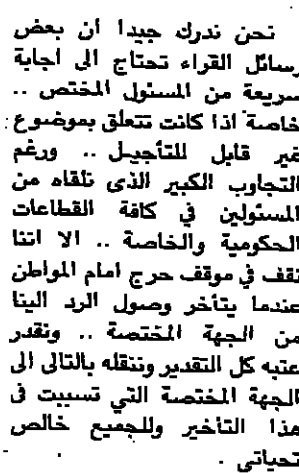 نحن ندرك جيدا ان بعض
رسائل القراء تحتاج الى اجابة
سريعة من المسئول المختص ..
خاصة اذا كانت تتعلق بموضوع
غير قابل للتأجيل .. ورغم
التجاوب الكبير الذى نلقاه من
المسئولين في كافة القطاعات
الحكومية والخاصة .. الا اننا
نقف في موقف حرج امام المواطن
عندما يتأخر وصول الرد الينا
من الجهة المختصة .. ونقدر
عتبه كل التقدير وننقله بالتالى الى
الجهة المختصة التي تسببت في
هذا التأخير وللجميع خالص
تحياتي .